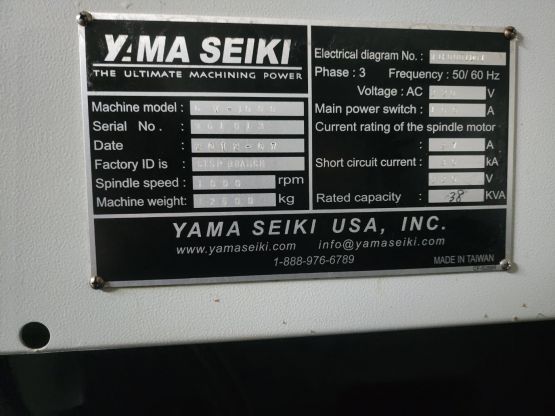 YAMA SEIKI
THE ULTIMATE MACHINING POWER
Machine model :
Serial No. :
Date :
Factory ID is :
Spindle speed : rpm
Machine weight: kg
Electrical diagram No. :
Phase : 3 Frequency : 50/ 60 Hz
Voltage : AC 220 V
Main power switch : A
Current rating of the spindle motor
: A
Short circuit current : kA
V
Rated capacity : 38 KVA
YAMA SEIKI USA, INC.
www.yamaseiki.com info@yamaseiki.com
1-888-976-6789
MADE IN TAIWAN